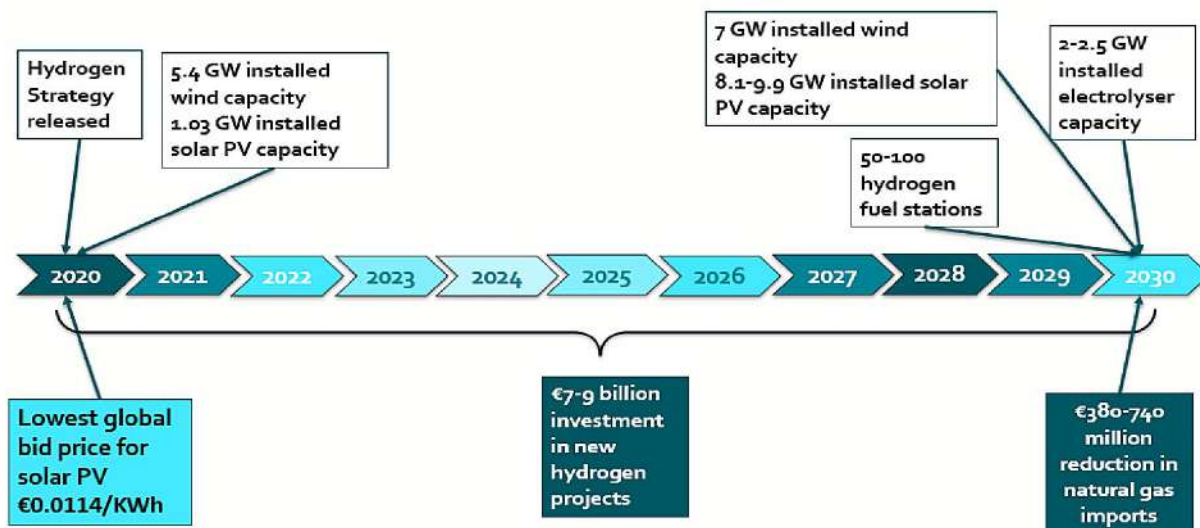 Hydrogen
Strategy
released
5.4 GW installed
wind capacity
1.03 GW installed
solar PV capacity
7 GW installed wind
capacity
8.1-9.9 GW installed solar
PV capacity
2-2.5 GW
installed
electrolyser
capacity
50-100
hydrogen
fuel stations
2020
2021
2022
2023
2024
2025
2026
2027
2028
2029
2030
Lowest global
bid price for
solar PV
€0.0114/KWh
€7-9 billion
investment
in new
hydrogen
projects
€380-740
million
reduction in
natural gas
imports